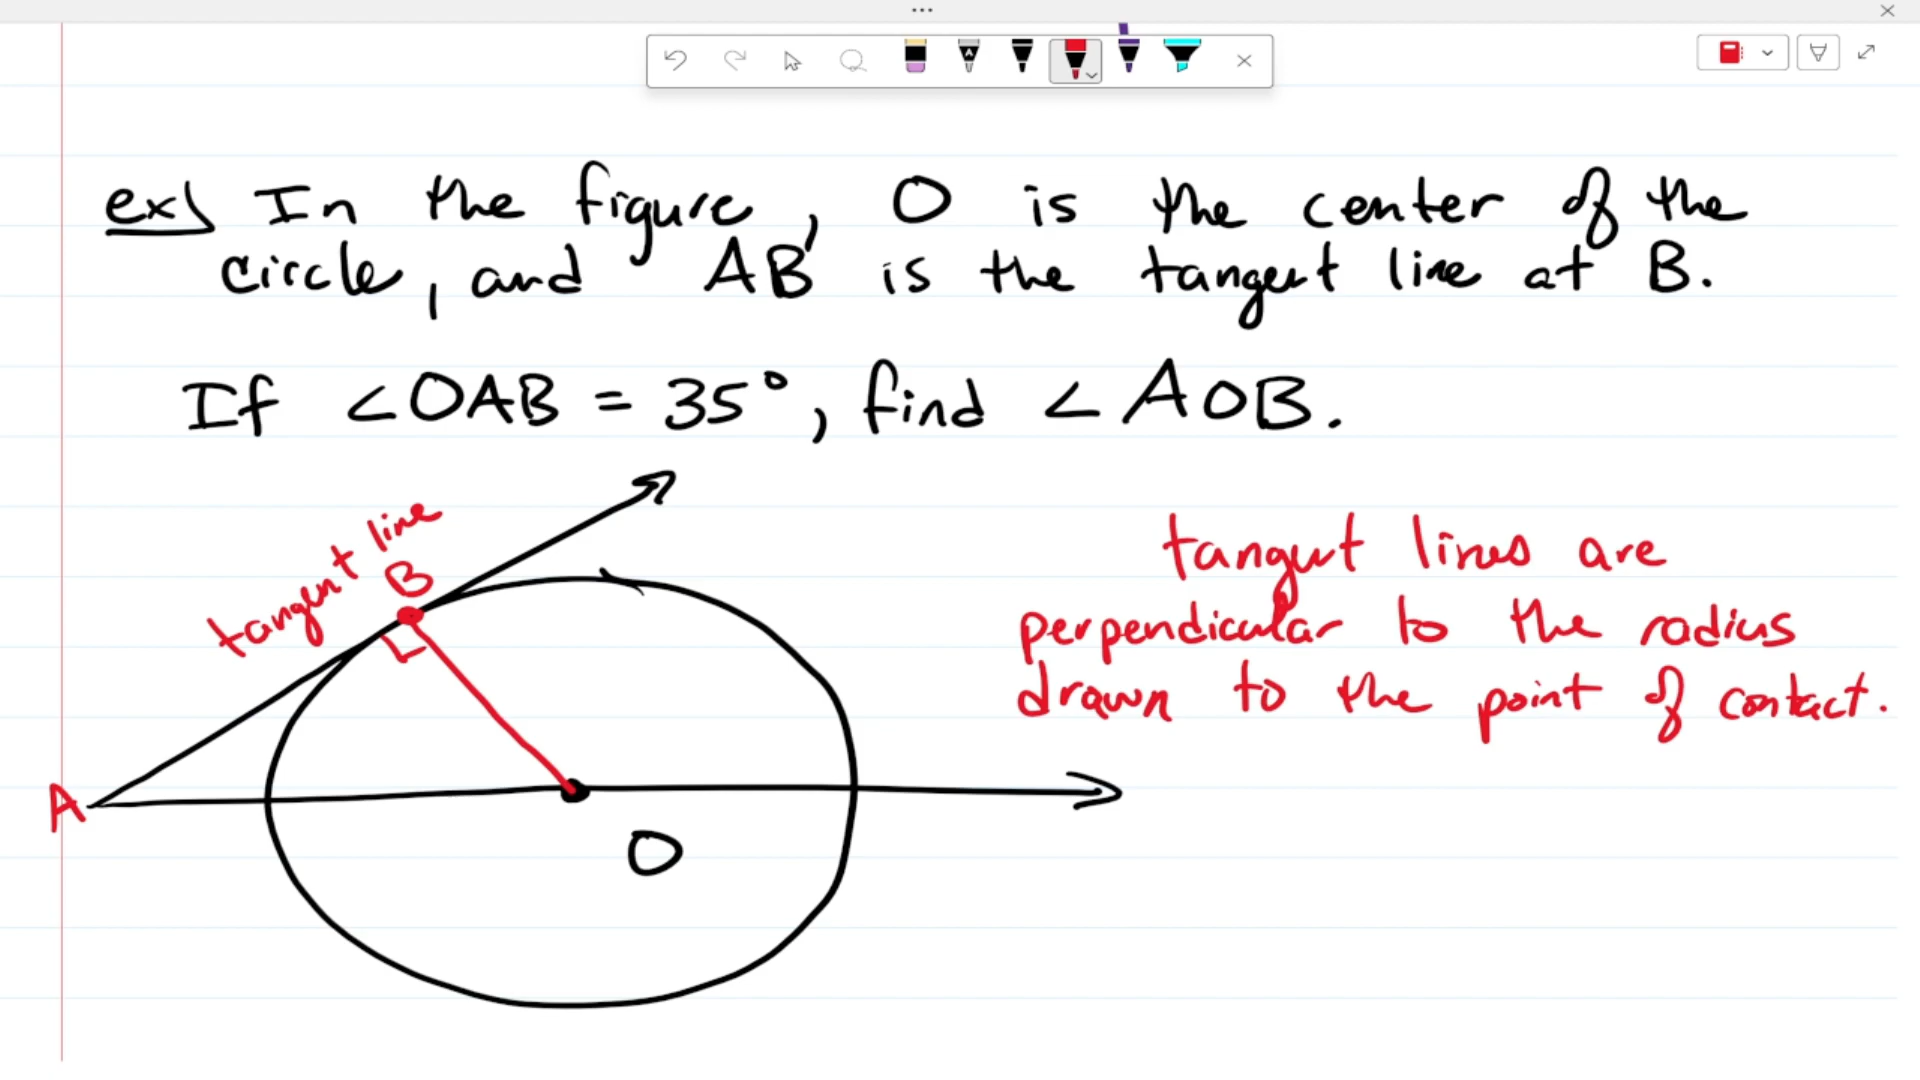 ex) In the figure, O is the center of the
circle, and AB is the tangent line at B.
If ∠OAB = 35°, find ∠AOB.
tangent line
B
A
O
tangent lines are
perpendicular to the radius
drawn to the point of contact.